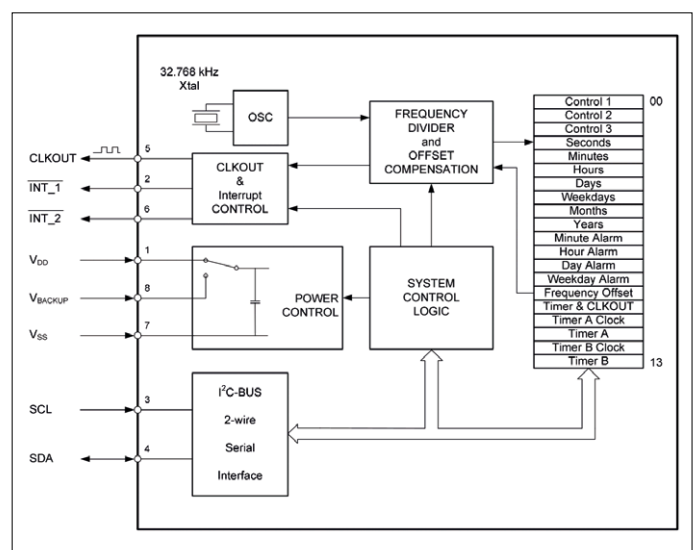 32.768 kHz
Xtal
OSC
FREQUENCY
DIVIDER
and
OFFSET
COMPENSATION
CLKOUT
5
INT_1
2
INT_2
6
CLKOUT
&
Interrupt
CONTROL
VDD
1
VBACKUP
8
VSS
7
POWER
CONTROL
SYSTEM
CONTROL
LOGIC
SCL
3
SDA
4
I²C-BUS
2-wire
Serial
Interface
Control 1
00
Control 2
Control 3
Seconds
Minutes
Hours
Days
Weekdays
Months
Years
Minute Alarm
Hour Alarm
Day Alarm
Weekday Alarm
Frequency Offset
Timer & CLKOUT
Timer A Clock
Timer A
Timer B Clock
Timer B
13